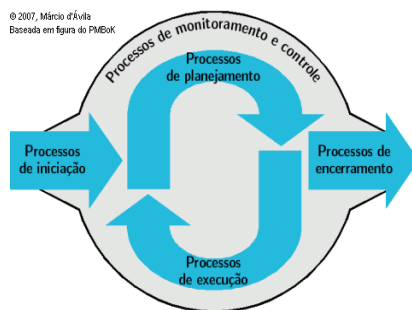 © 2007, Márcio d'Ávila
Baseada em figura do PMBoK
Processos de monitoramento e controle
Processos
de planejamento
Processos
de iniciação
Processos de
encerramento
Processos
de execução